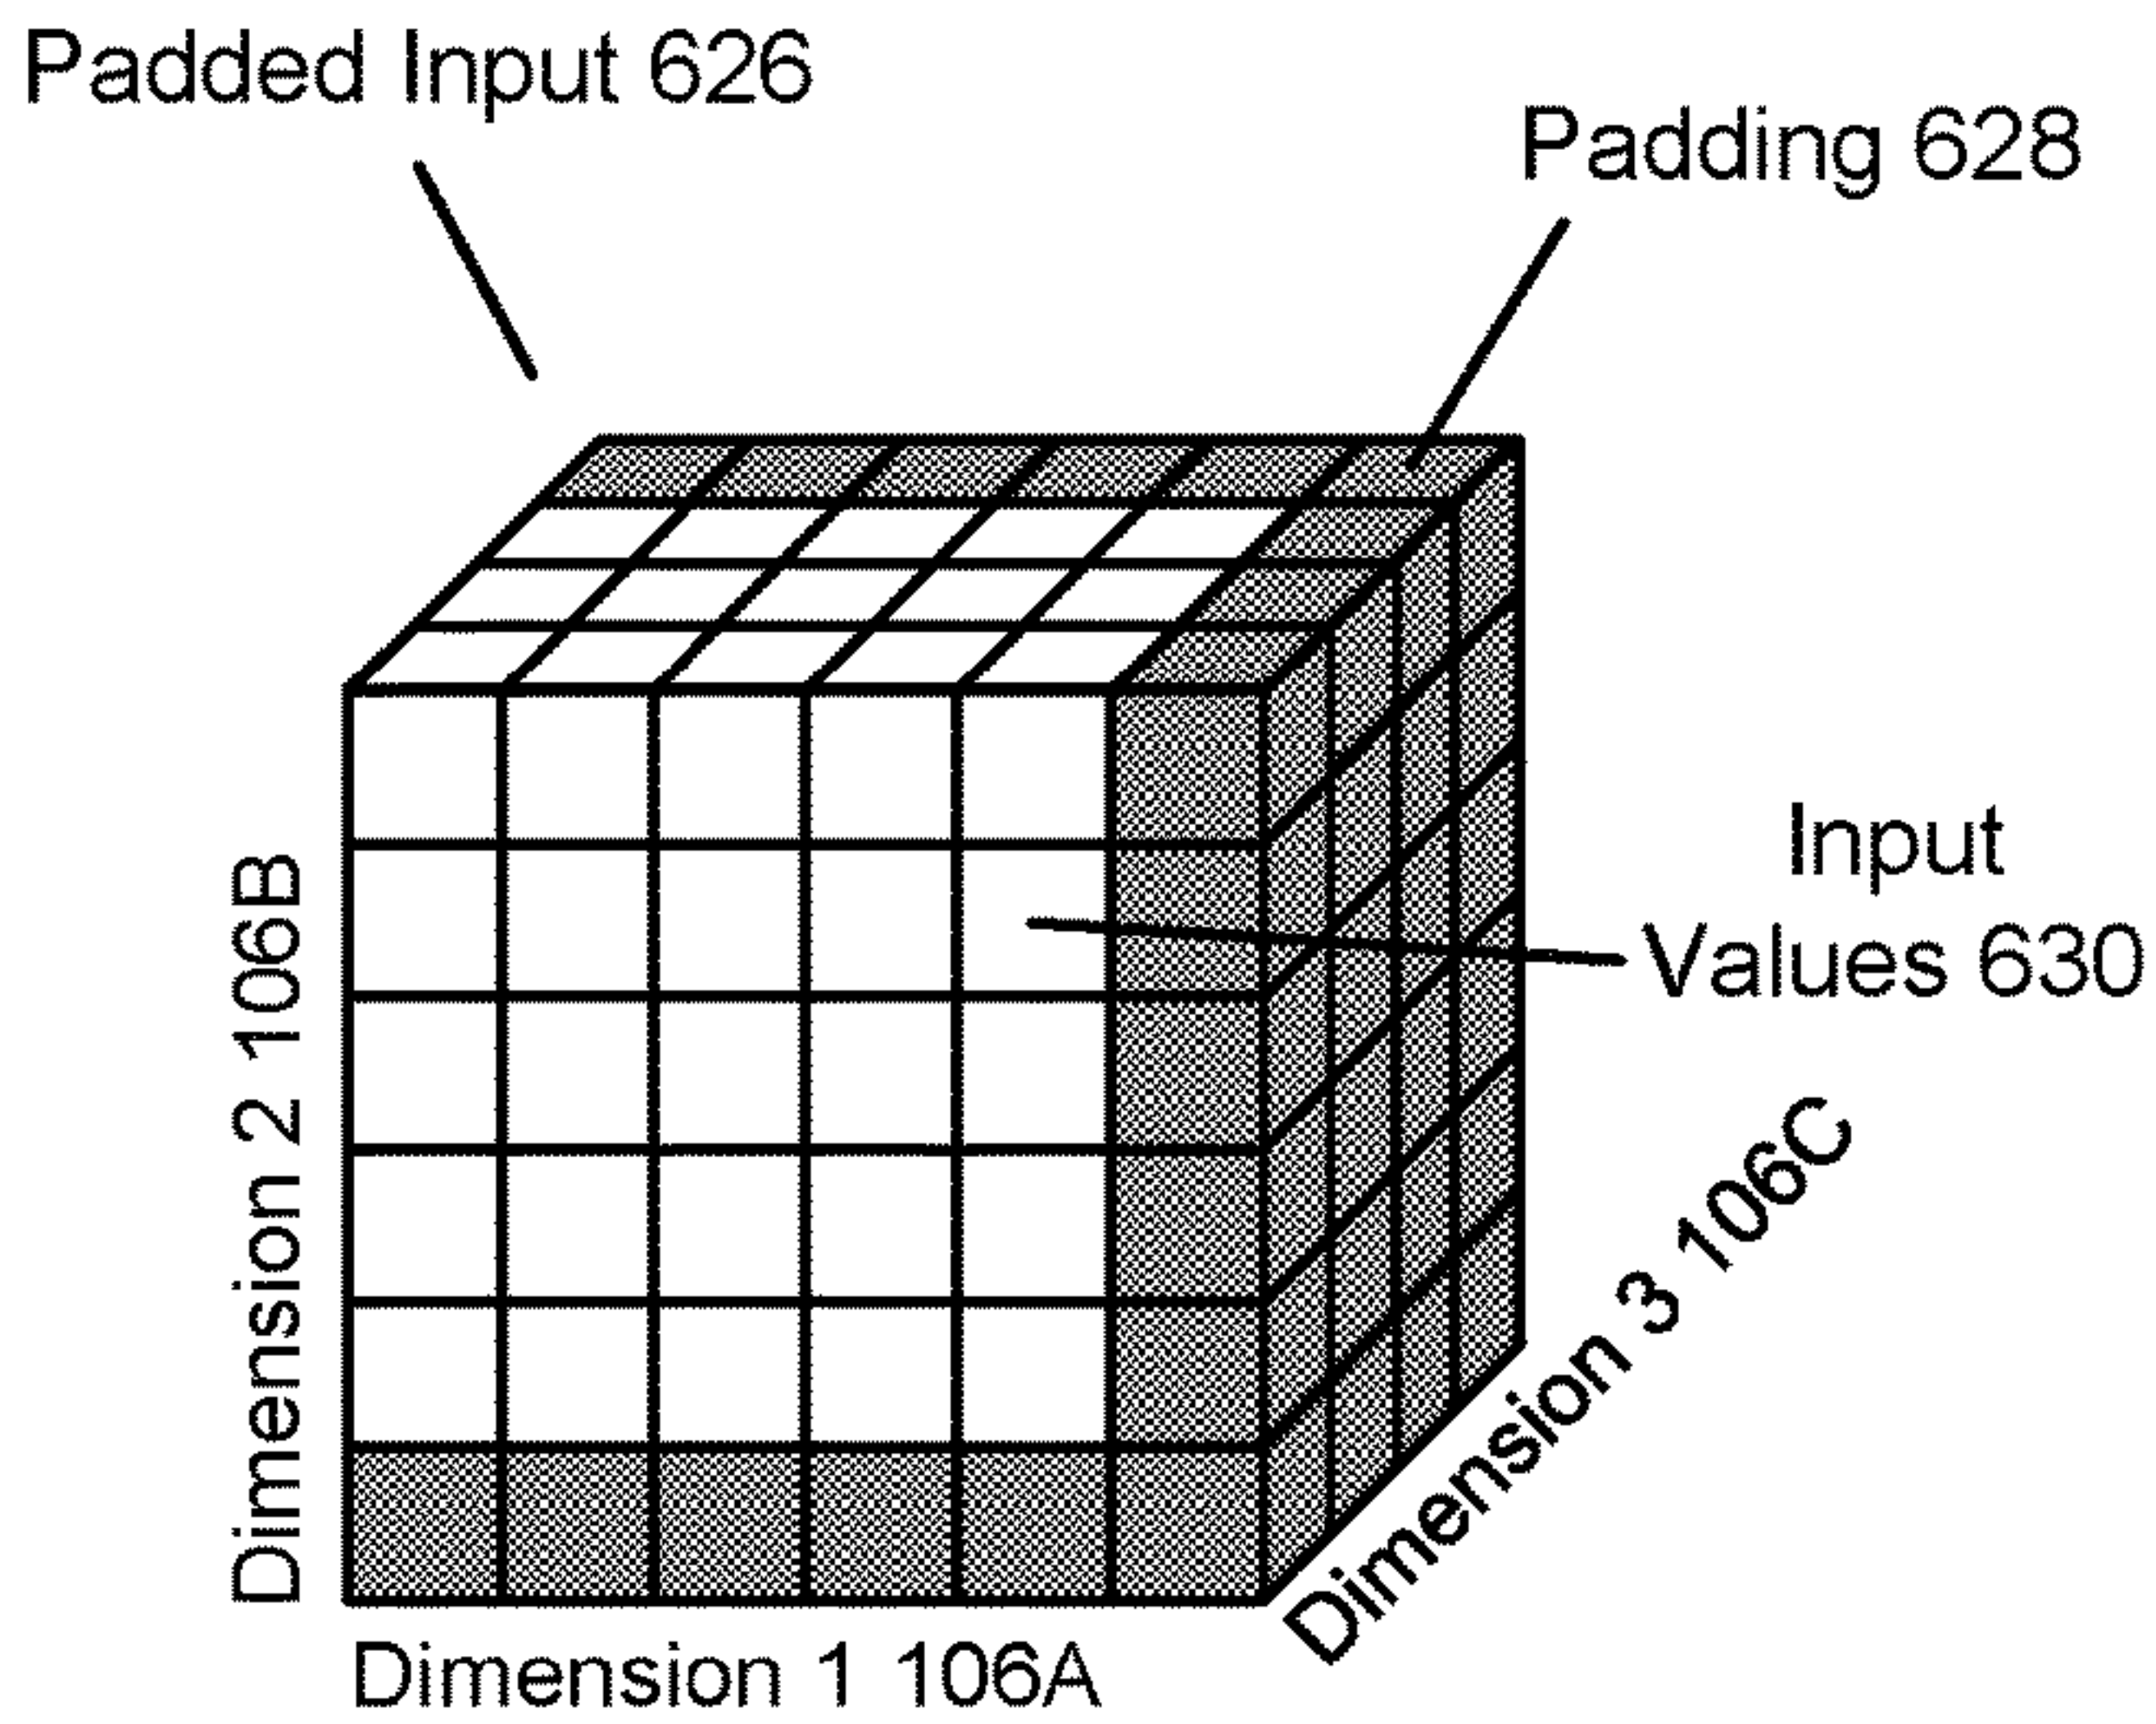 Padded Input 626
Padding 628
Input
Values 630
Dimension 2 106B
Dimension 3 106C
Dimension 1 106A